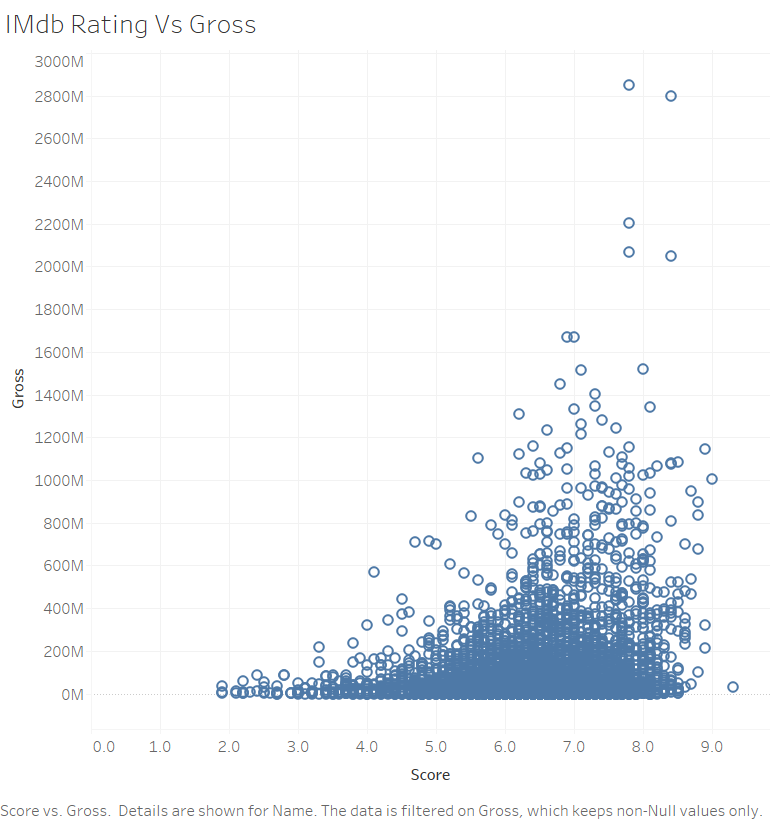 IMdb Rating Vs Gross
3000M
2800M
2600M
2400M
2200M
2000M
1800M
1600M
1400M
1200M
1000M
800M
600M
400M
200M
0M
Gross
0.0 1.0 2.0 3.0 4.0 5.0 6.0 7.0 8.0 9.0
Score
Score vs. Gross. Details are shown for Name. The data is filtered on Gross, which keeps non-Null values only.